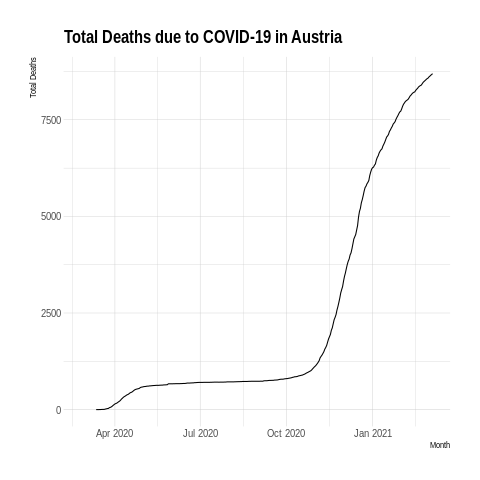 Total Deaths due to COVID-19 in Austria
Total Deaths
7500
5000
2500
0
Apr 2020 Jul 2020 Oct 2020 Jan 2021
Month